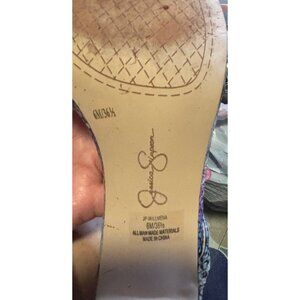 6M/36½
Jessica Simpson
6M/36½
ALL MAN MADE MATERIALS
MADE IN CHINA